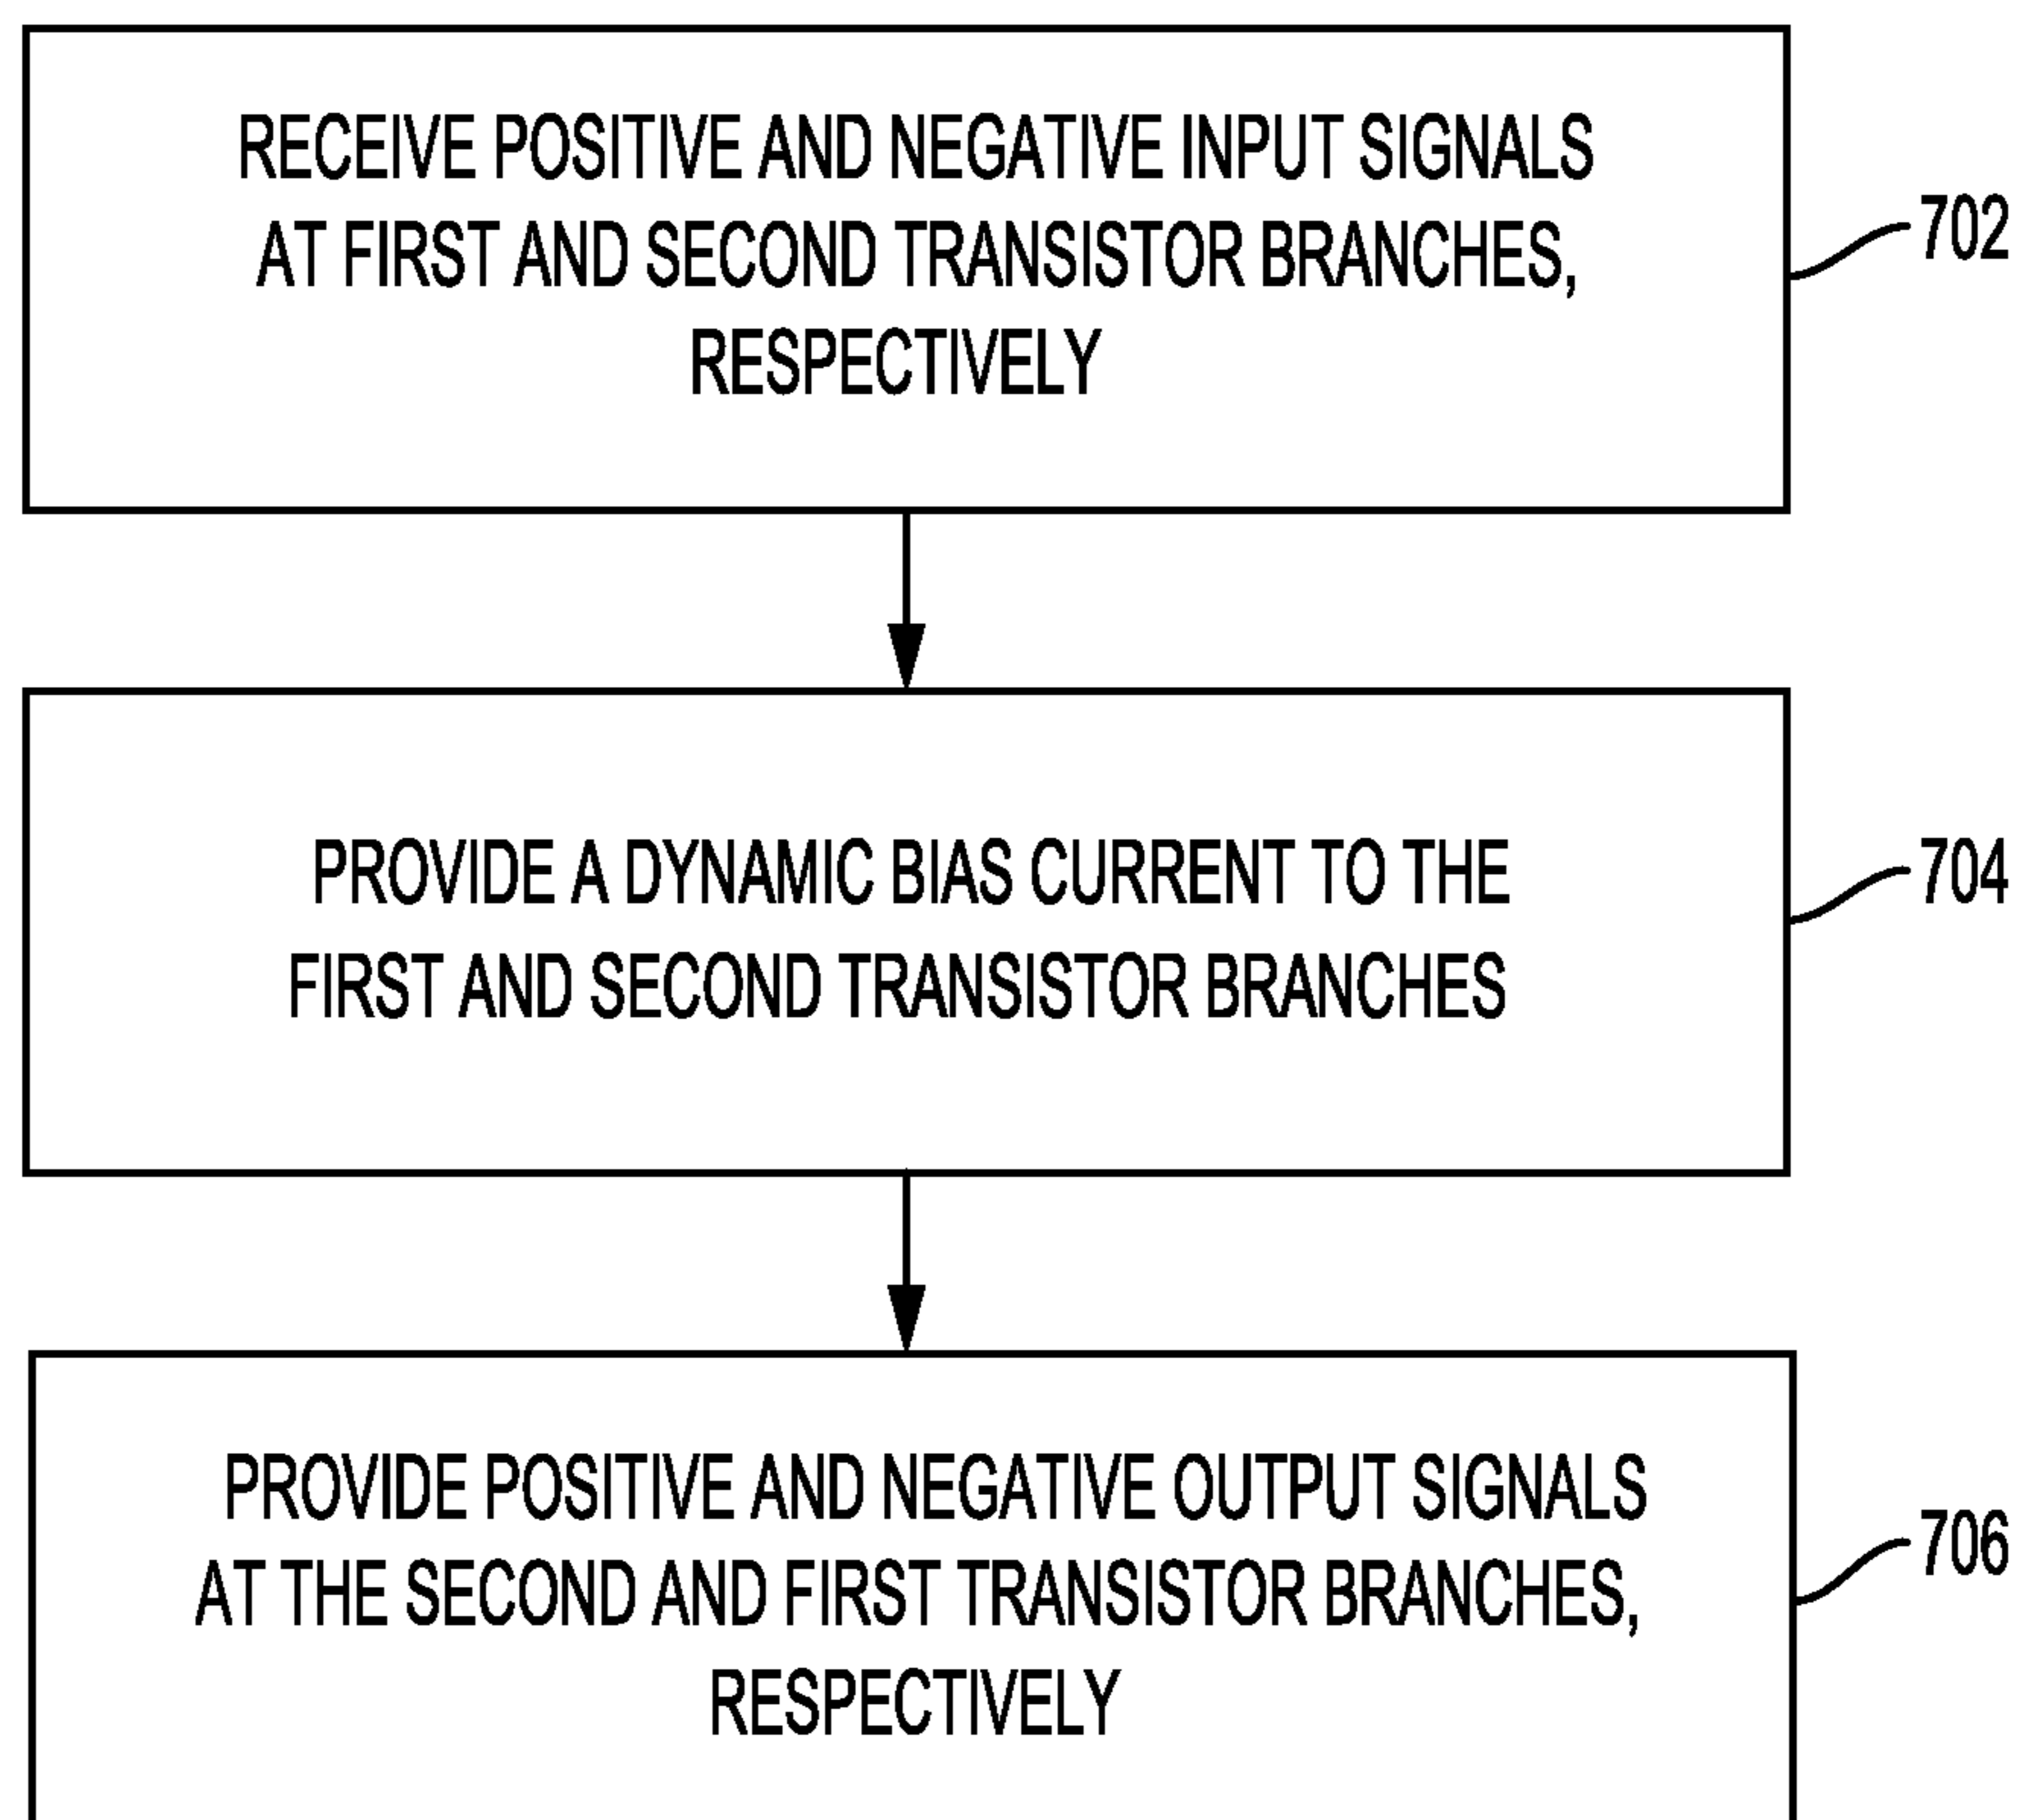 RECEIVE POSITIVE AND NEGATIVE INPUT SIGNALS
AT FIRST AND SECOND TRANSISTOR BRANCHES,
RESPECTIVELY
702
PROVIDE A DYNAMIC BIAS CURRENT TO THE
FIRST AND SECOND TRANSISTOR BRANCHES
704
PROVIDE POSITIVE AND NEGATIVE OUTPUT SIGNALS
AT THE SECOND AND FIRST TRANSISTOR BRANCHES,
RESPECTIVELY
706